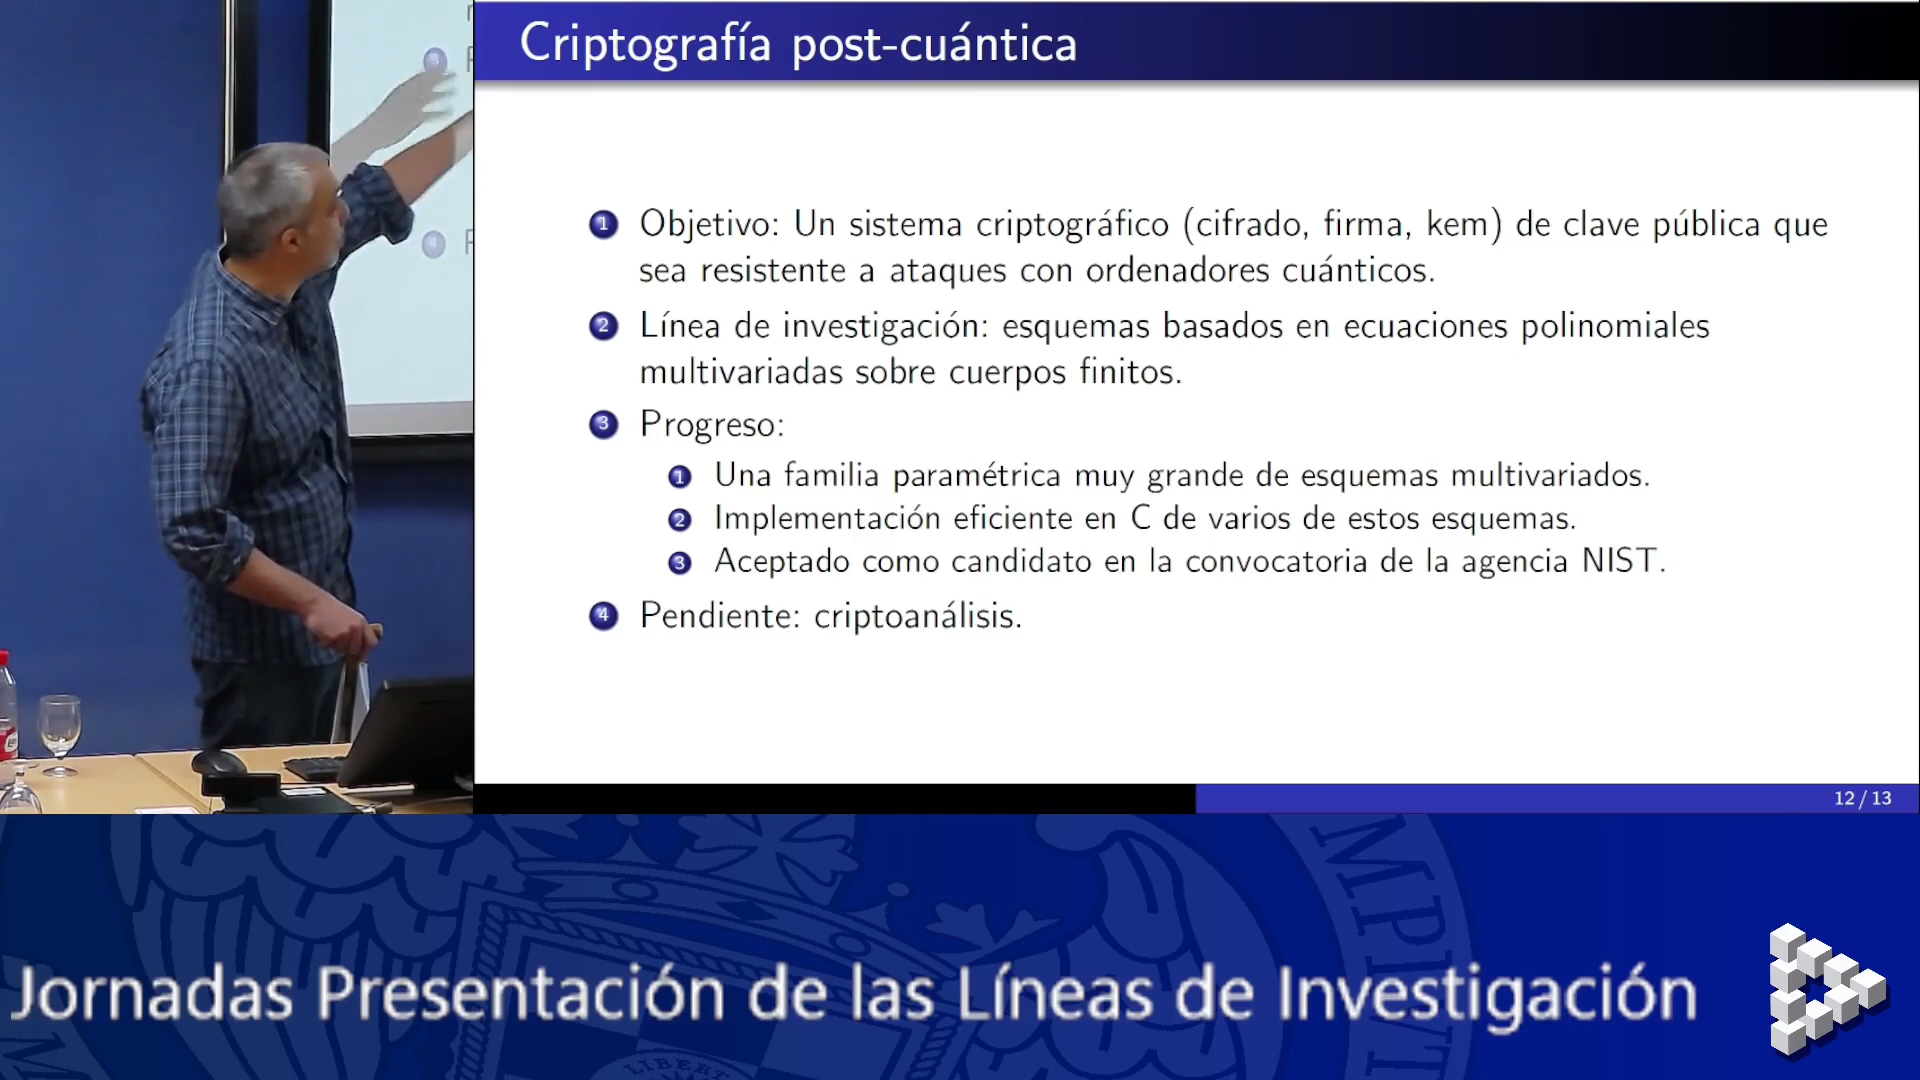 Criptografía post-cuántica
1 Objetivo: Un sistema criptográfico (cifrado, firma, kem) de clave pública que
sea resistente a ataques con ordenadores cuánticos.
2 Línea de investigación: esquemas basados en ecuaciones polinomiales
multivariadas sobre cuerpos finitos.
3 Progreso:
1 Una familia paramétrica muy grande de esquemas multivariados.
2 Implementación eficiente en C de varios de estos esquemas.
3 Aceptado como candidato en la convocatoria de la agencia NIST.
4 Pendiente: criptoanálisis.
12 / 13
Jornadas Presentación de las Líneas de Investigación